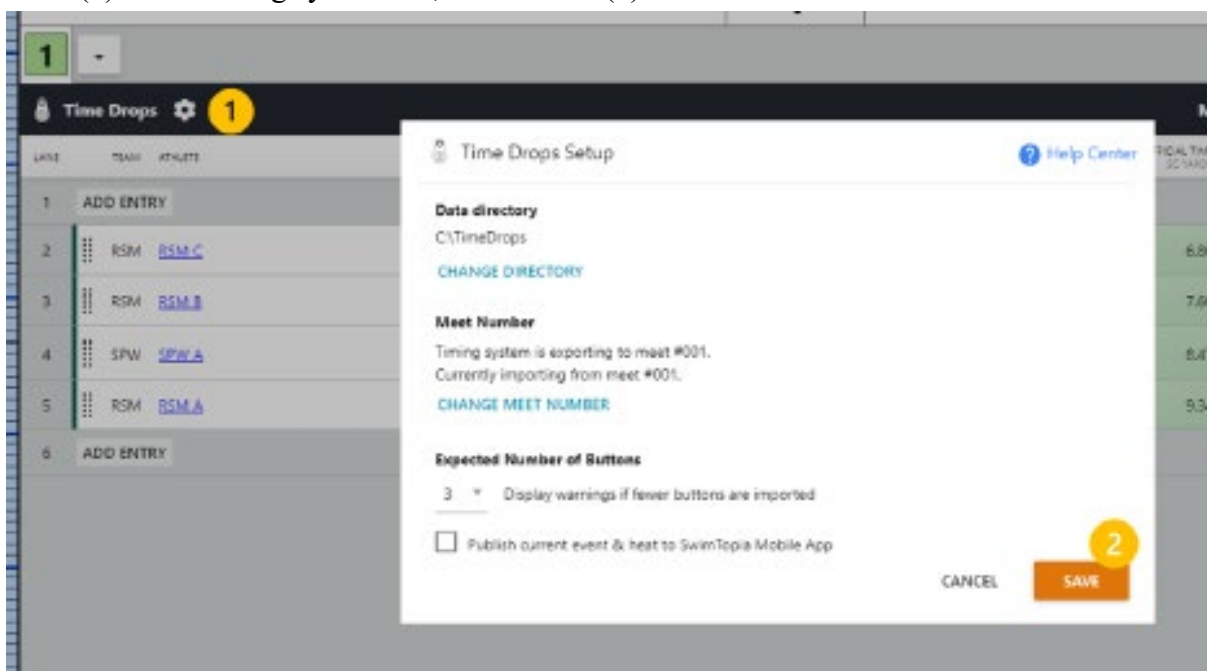 1
Time Drops 1
LANE TEAM ATHLETE
1 ADD ENTRY
2 RSM RSM C
3 RSM RSM B
4 SPW SPW A
5 RSM RSM A
6 ADD ENTRY
Time Drops Setup
Help Center
Data directory
C:\TimeDrops
CHANGE DIRECTORY
Meet Number
Timing system is exporting to meet #001.
Currently importing from meet #001.
CHANGE MEET NUMBER
Expected Number of Buttons
3 Display warnings if fewer buttons are imported
Publish current event & heat to SwimTopia Mobile App
2
CANCEL SAVE